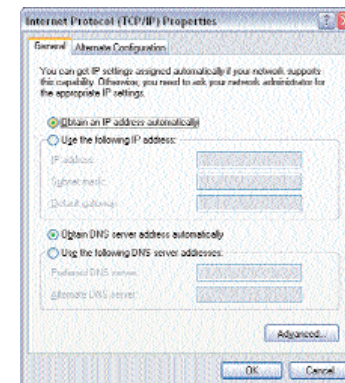 Internet Protocol (TCP/IP) Properties
General Alternate Configuration
You can get IP settings assigned automatically if your network supports
this capability. Otherwise, you need to ask your network administrator for
the appropriate IP settings.
Obtain an IP address automatically
Use the following IP address:
IP address:
Subnet mask:
Default gateway:
Obtain DNS server address automatically
Use the following DNS server addresses:
Preferred DNS server:
Alternate DNS server:
Advanced...
OK Cancel